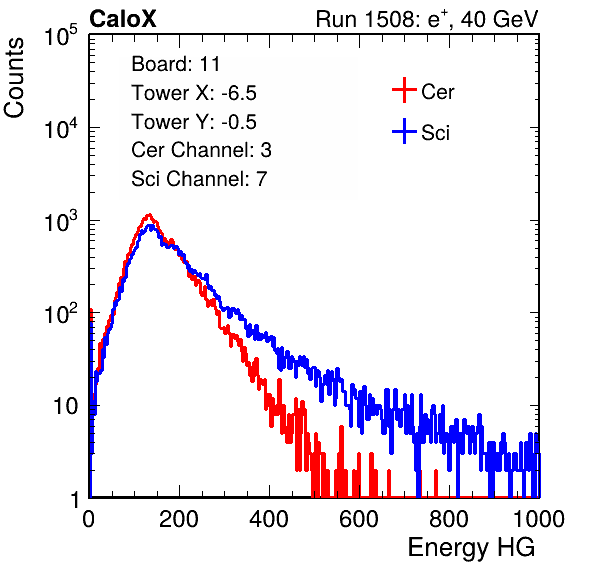 CaloX Run 1508: e⁺, 40 GeV
Counts
10⁵
10⁴
10³
10²
10
1
Board: 11
Tower X: -6.5
Tower Y: -0.5
Cer Channel: 3
Sci Channel: 7
Cer
Sci
0 200 400 600 800 1000
Energy HG